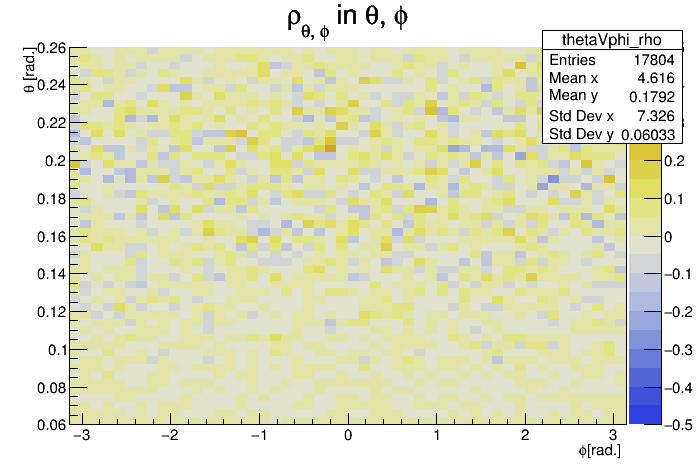 ρθ, ϕ in θ, ϕ
thetaVphi_rho
Entries 17804
Mean x 4.616
Mean y 0.1792
Std Dev x 7.326
Std Dev y 0.06033
θ [rad.]
0.26
0.24
0.22
0.2
0.18
0.16
0.14
0.12
0.1
0.08
0.06
−3
−2
−1
0
1
2
3
ϕ[rad.]
0.2
0.1
0
−0.1
−0.2
−0.3
−0.4
−0.5